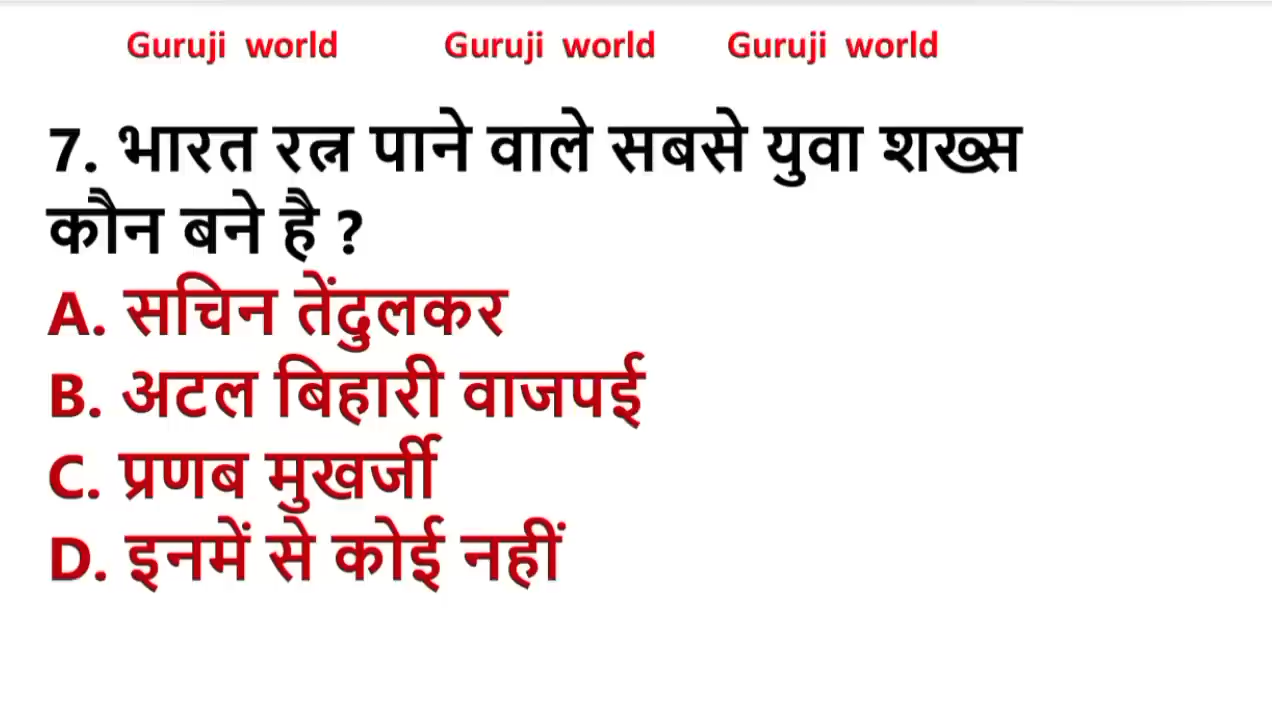 Guruji world Guruji world Guruji world
7. भारत रत्न पाने वाले सबसे युवा शख्स
कौन बने है ?
A. सचिन तेंदुलकर
B. अटल बिहारी वाजपई
C. प्रणब मुखर्जी
D. इनमें से कोई नहीं